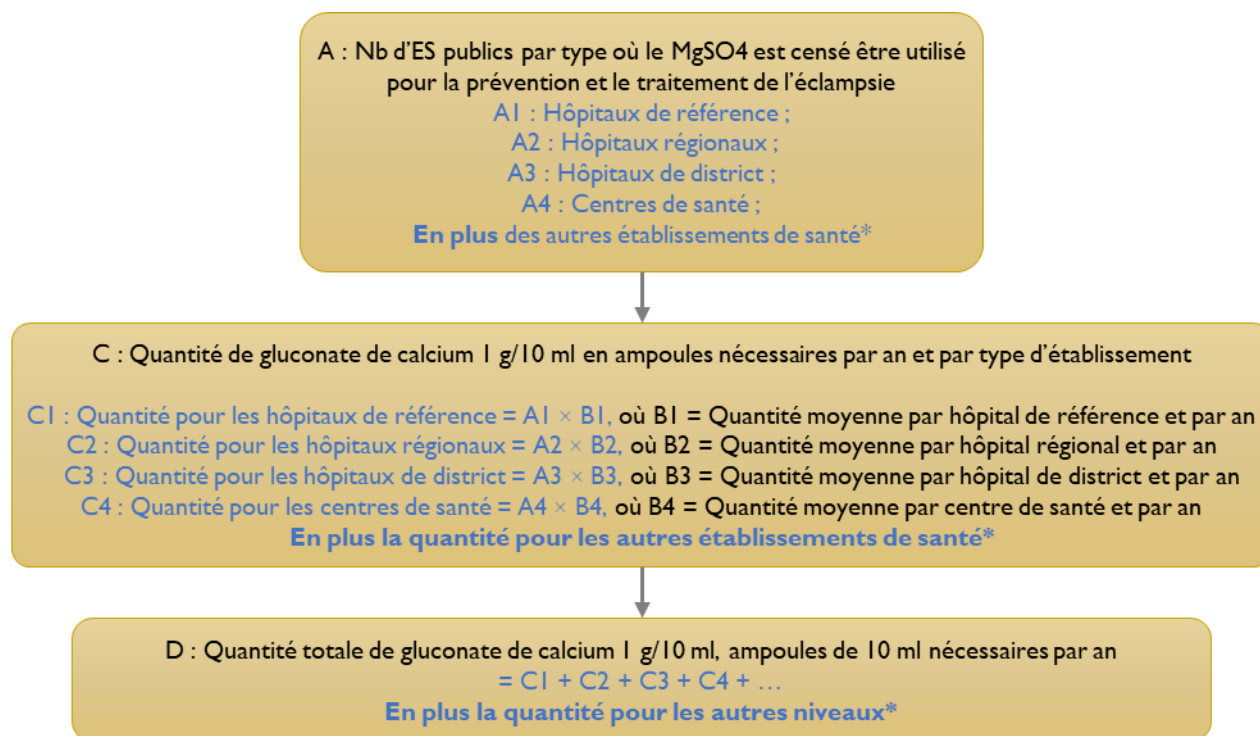 A : Nb d’ES publics par type où le MgSO4 est censé être utilisé
pour la prévention et le traitement de l’éclampsie
A1 : Hôpitaux de référence ;
A2 : Hôpitaux régionaux ;
A3 : Hôpitaux de district ;
A4 : Centres de santé ;
En plus des autres établissements de santé*
C : Quantité de gluconate de calcium 1 g/10 ml en ampoules nécessaires par an et par type d’établissement
C1 : Quantité pour les hôpitaux de référence = A1 × B1, où B1 = Quantité moyenne par hôpital de référence et par an
C2 : Quantité pour les hôpitaux régionaux = A2 × B2, où B2 = Quantité moyenne par hôpital régional et par an
C3 : Quantité pour les hôpitaux de district = A3 × B3, où B3 = Quantité moyenne par hôpital de district et par an
C4 : Quantité pour les centres de santé = A4 × B4, où B4 = Quantité moyenne par centre de santé et par an
En plus la quantité pour les autres établissements de santé*
D : Quantité totale de gluconate de calcium 1 g/10 ml, ampoules de 10 ml nécessaires par an
= C1 + C2 + C3 + C4 + …
En plus la quantité pour les autres niveaux*